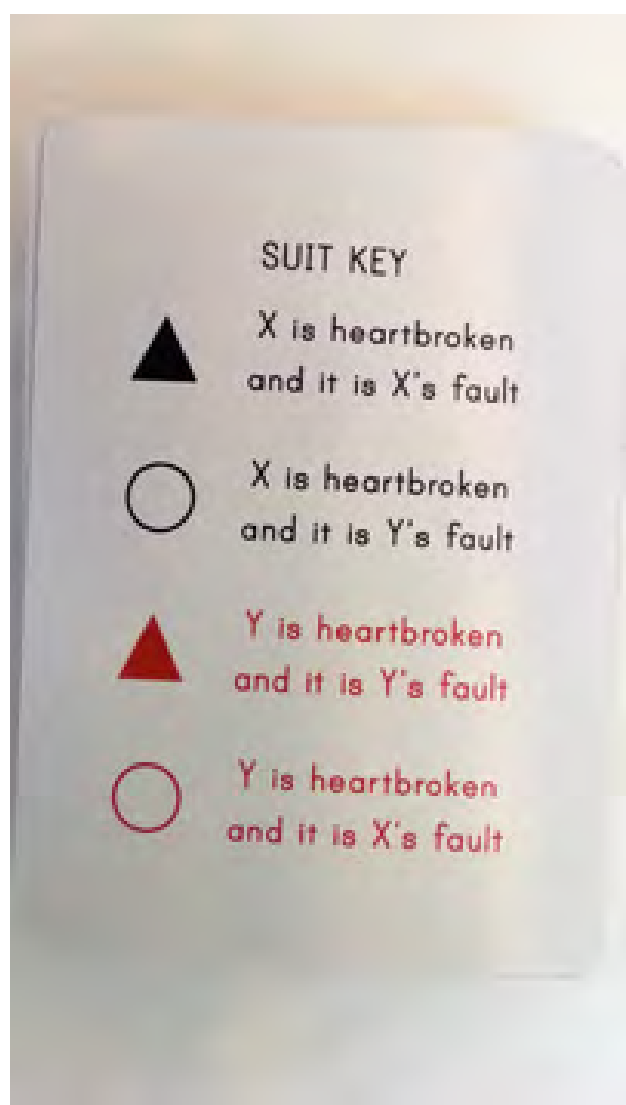 SUIT KEY
X is heartbroken
and it is X's fault
X is heartbroken
and it is Y's fault
Y is heartbroken
and it is Y's fault
Y is heartbroken
and it is X's fault